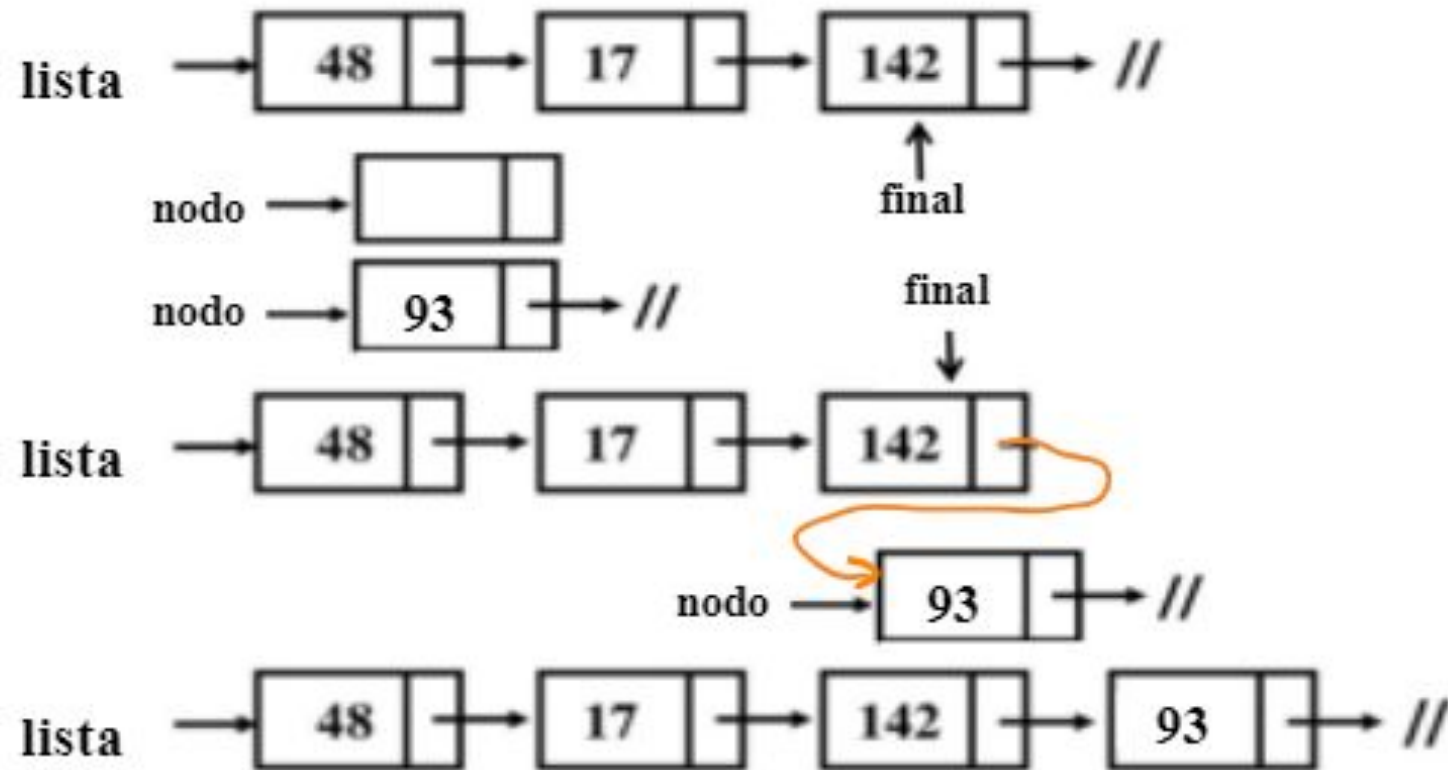 lista 48 17 142 //
final
nodo
final
nodo 93 //
lista 48 17 142
nodo 93 //
lista 48 17 142 93 //